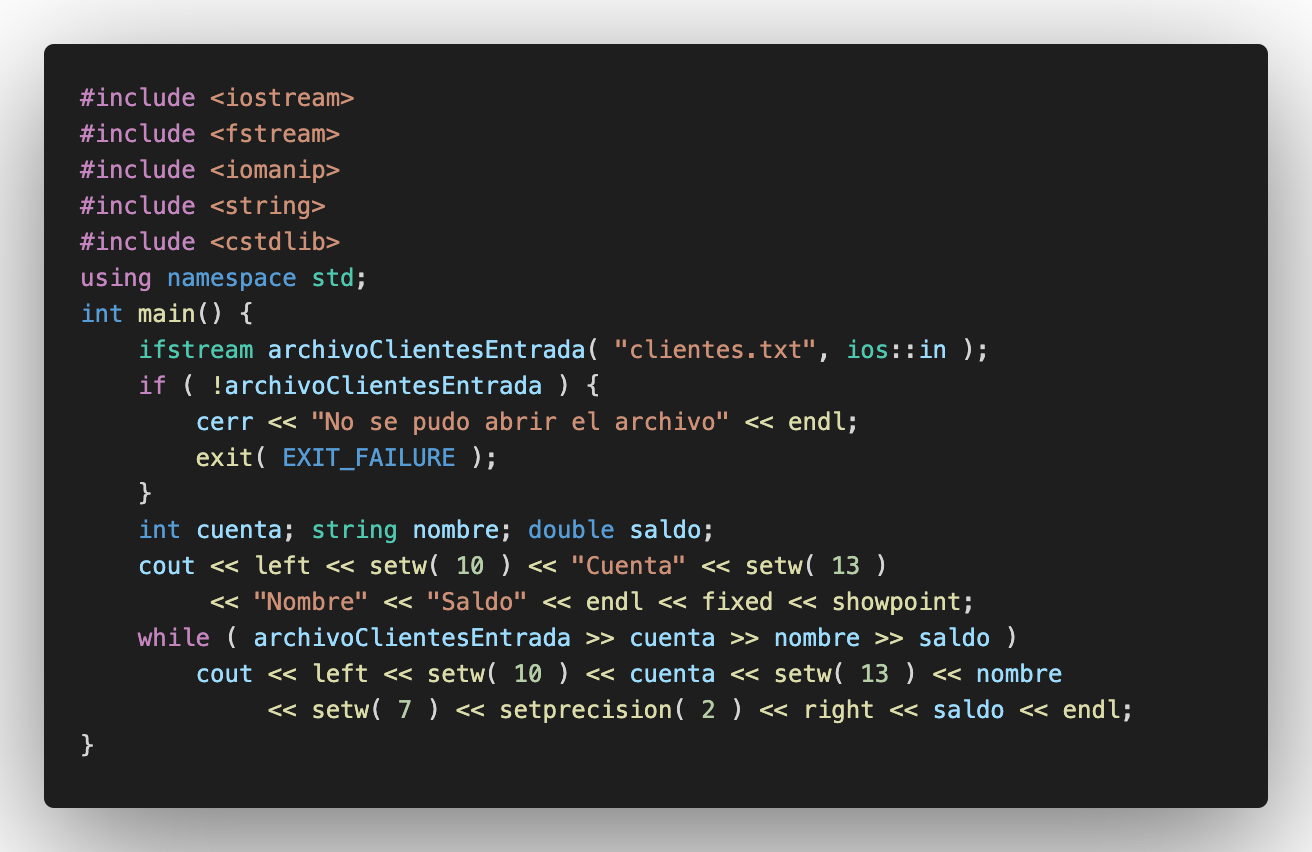 #include <iostream>
#include <fstream>
#include <iomanip>
#include <string>
#include <cstdlib>
using namespace std;
int main() {
    ifstream archivoClientesEntrada( "clientes.txt", ios::in );
    if ( !archivoClientesEntrada ) {
        cerr << "No se pudo abrir el archivo" << endl;
        exit( EXIT_FAILURE );
    }
    int cuenta; string nombre; double saldo;
    cout << left << setw( 10 ) << "Cuenta" << setw( 13 )
         << "Nombre" << "Saldo" << endl << fixed << showpoint;
    while ( archivoClientesEntrada >> cuenta >> nombre >> saldo )
        cout << left << setw( 10 ) << cuenta << setw( 13 ) << nombre
             << setw( 7 ) << setprecision( 2 ) << right << saldo << endl;
}